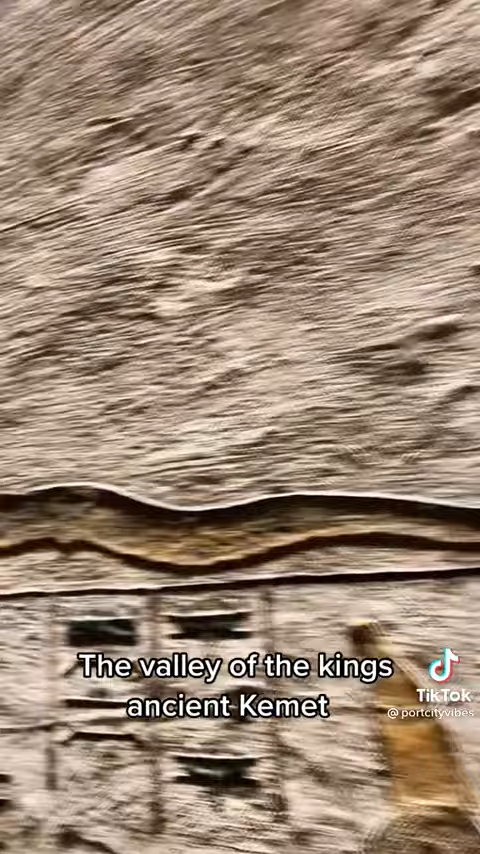 The valley of the kings
ancient Kemet
TikTok
@portcityvibes